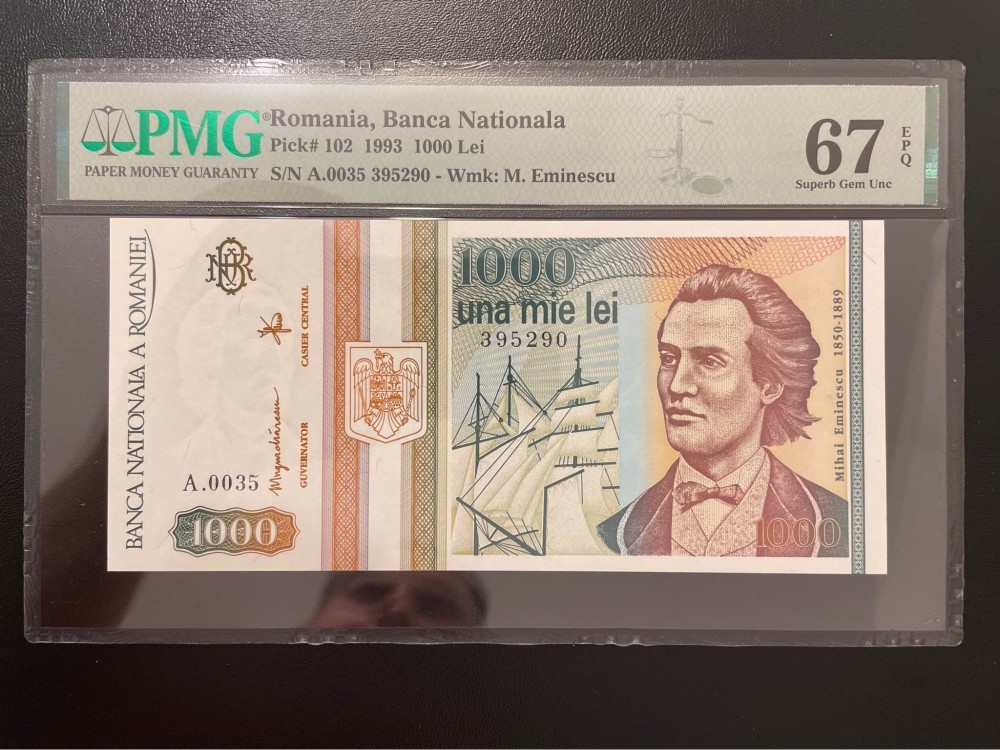 PMG®
PAPER MONEY GUARANTY
Romania, Banca Nationala
Pick# 102 1993 1000 Lei
S/N A.0035 395290 - Wmk: M. Eminescu
67
EPQ
Superb Gem Unc
BANCA NATIONALA A ROMANIEI
BNR
CASIER CENTRAL
GUVERNATOR
A.0035
1000
1000
una mie lei
395290
Mihai Eminescu 1850-1889
1000